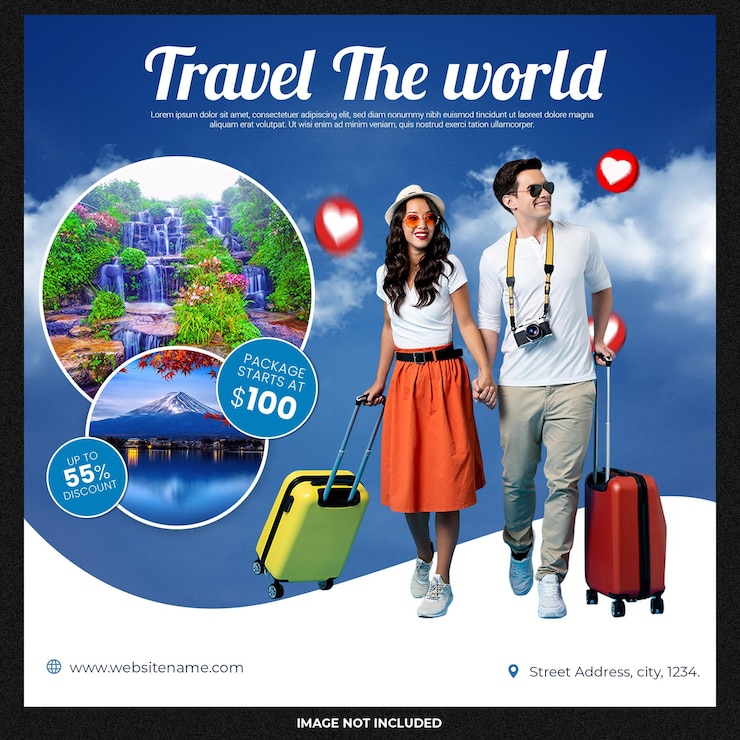 Travel The world
Lorem ipsum dolor sit amet, consectetuer adipiscing elit, sed diam nonummy nibh euismod tincidunt ut laoreet dolore magna
aliquam erat volutpat. Ut wisi enim ad minim veniam, quis nostrud exerci tation ullamcorper.
PACKAGE
STARTS AT
$100
UP TO
55%
DISCOUNT
www.websitename.com
Street Address, city, 1234.
IMAGE NOT INCLUDED